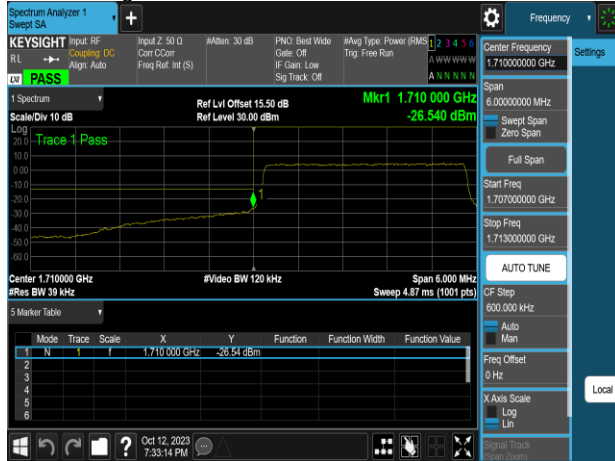 Spectrum Analyzer 1
Swept SA
Frequency
KEYSIGHT Input: RF
RL Coupling: DC
Align: Auto
Input Z: 50 Ω
Corr CCorr
Freq Ref: Int (S)
#Atten: 30 dB
PNO: Best Wide
Gate: Off
IF Gain: Low
Sig Track: Off
#Avg Type: Power (RMS)
Trig: Free Run
1 2 3 4 5 6
A WW WW W
A N N N N N
LXI PASS
1 Spectrum
Scale/Div 10 dB
Ref Lvl Offset 15.50 dB
Ref Level 30.00 dBm
Mkr1 1.710 000 GHz
-26.540 dBm
Log
Trace 1 Pass
20.0
10.0
0.00
-10.0
-20.0
-30.0
-40.0
-50.0
-60.0
1
Center 1.710000 GHz
#Res BW 39 kHz
#Video BW 120 kHz
Span 6.000 MHz
Sweep 4.87 ms (1001 pts)
5 Marker Table
Mode Trace Scale X Y Function Function Width Function Value
1 N 1 f 1.710 000 GHz -26.54 dBm
2
3
4
5
6
Oct 12, 2023
7:33:14 PM
?
Center Frequency
1.710000000 GHz
Settings
Span
6.00000000 MHz
Swept Span
Zero Span
Full Span
Start Freq
1.707000000 GHz
Stop Freq
1.713000000 GHz
AUTO TUNE
CF Step
600.000 kHz
Auto
Man
Freq Offset
0 Hz
Local
X Axis Scale
Log
Lin
Signal Track
(Span Zoom)